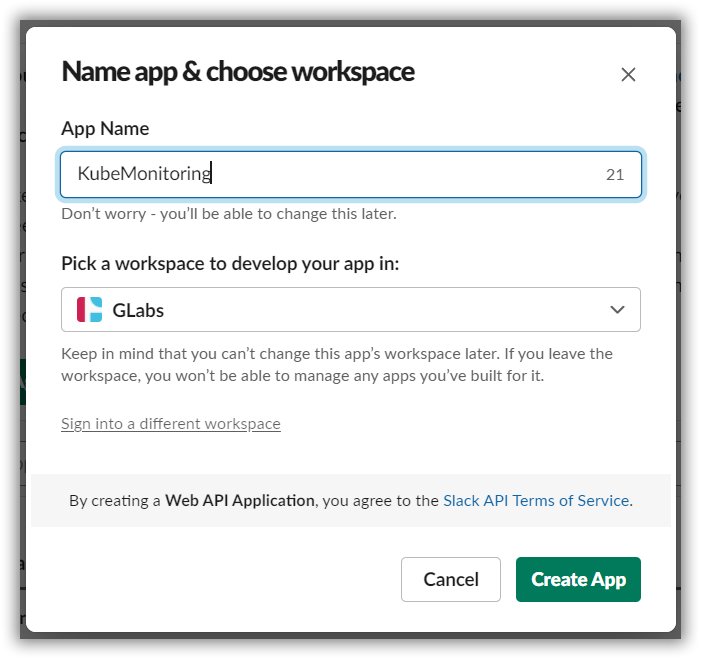 Name app & choose workspace
App Name
KubeMonitoring 21
Don’t worry - you’ll be able to change this later.
Pick a workspace to develop your app in:
GLabs
Keep in mind that you can’t change this app’s workspace later. If you leave the
workspace, you won’t be able to manage any apps you’ve built for it.
Sign into a different workspace
By creating a Web API Application, you agree to the Slack API Terms of Service.
Cancel Create App